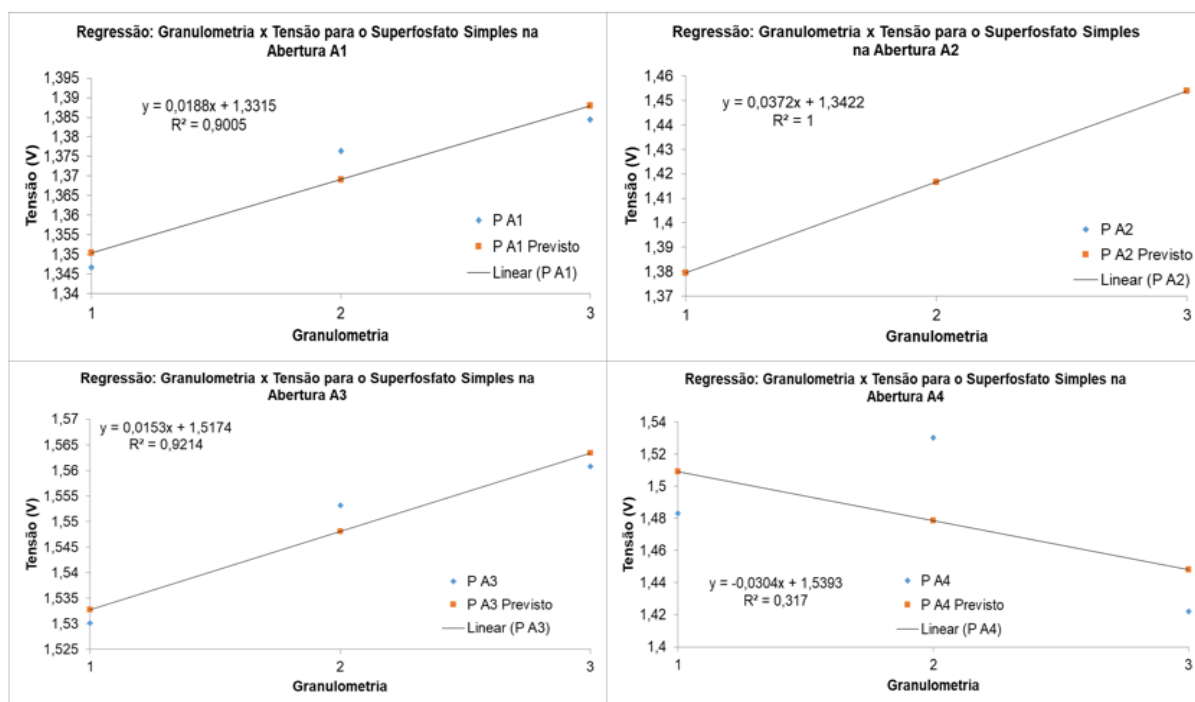 Regressão: Granulometria x Tensão para o Superfosfato Simples na
Abertura A1
1,395
1,39
1,385
1,38
1,375
1,37
1,365
1,36
1,355
1,35
1,345
1,34
Tensão (V)
y = 0,0188x + 1,3315
R² = 0,9005
P A1
P A1 Previsto
Linear (P A1)
1
2
3
Granulometria
Regressão: Granulometria x Tensão para o Superfosfato Simples
na Abertura A2
1,46
1,45
1,44
1,43
1,42
1,41
1,4
1,39
1,38
1,37
Tensão (V)
y = 0,0372x + 1,3422
R² = 1
P A2
P A2 Previsto
Linear (P A2)
1
2
3
Granulometria
Regressão: Granulometria x Tensão para o Superfosfato Simples na
Abertura A3
1,57
1,565
1,56
1,555
1,55
1,545
1,54
1,535
1,53
1,525
Tensão (V)
y = 0,0153x + 1,5174
R² = 0,9214
P A3
P A3 Previsto
Linear (P A3)
1
2
3
Granulometria
Regressão: Granulometria x Tensão para o Superfosfato Simples na
Abertura A4
1,54
1,52
1,5
1,48
1,46
1,44
1,42
1,4
Tensão (V)
y = -0,0304x + 1,5393
R² = 0,317
P A4
P A4 Previsto
Linear (P A4)
1
2
3
Granulometria